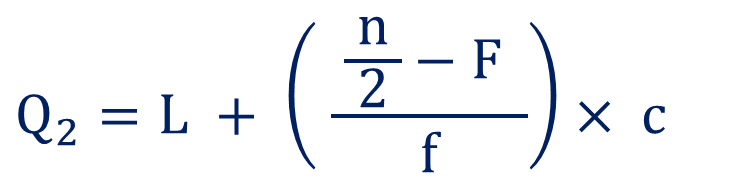 Q₂ = L + ( (n/2 − F) / f ) × c